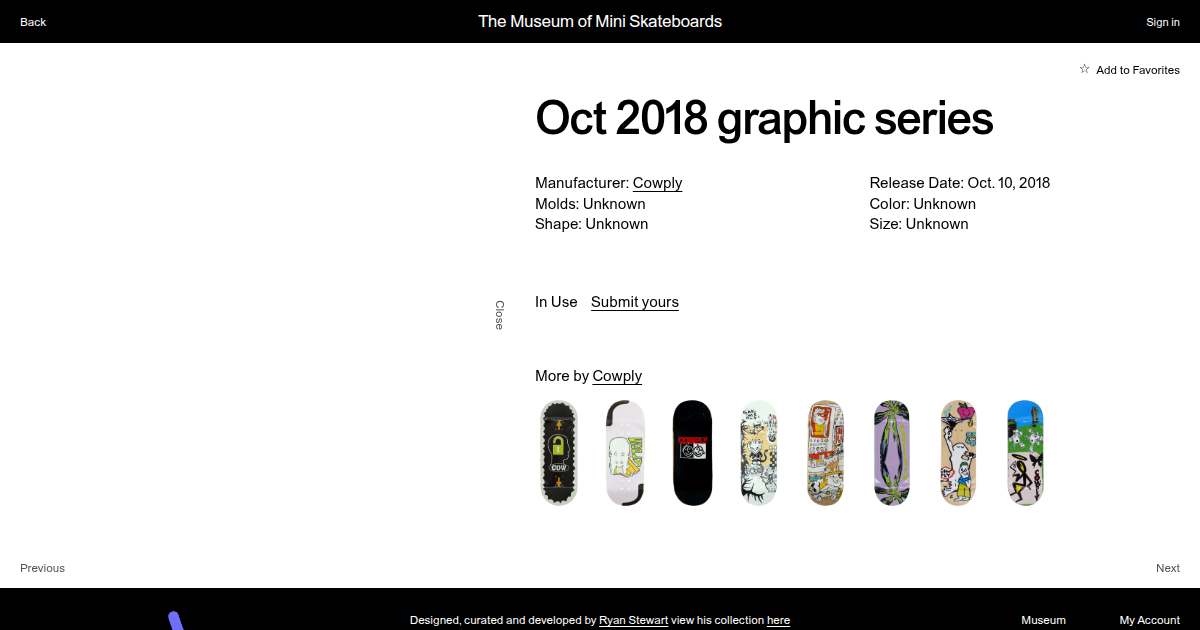 Back
The Museum of Mini Skateboards
Sign in
☆ Add to Favorites
Oct 2018 graphic series
Manufacturer: Cowply
Release Date: Oct. 10, 2018
Molds: Unknown
Color: Unknown
Shape: Unknown
Size: Unknown
Close
In Use Submit yours
More by Cowply
COW
COWPLY
Previous
Next
Designed, curated and developed by Ryan Stewart view his collection here
Museum
My Account